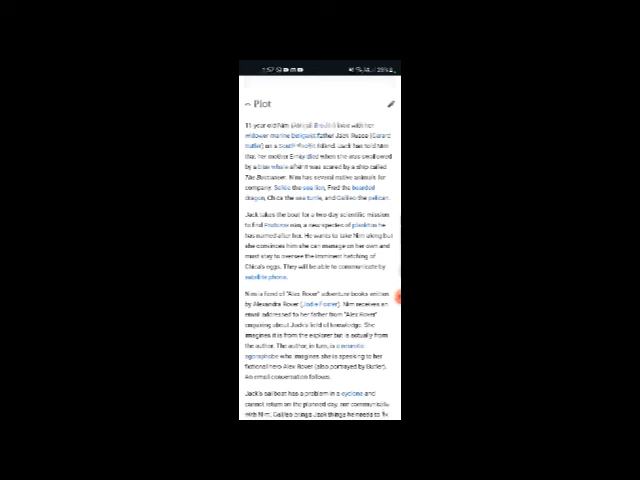 1:57
29%
Plot
11-year-old Nim (Abigail Breslin) lives with her
widower marine biologist father Jack Rusoe (Gerard
Butler) on a South Pacific island. Jack has told Nim
that her mother Emily died when she was swallowed
by a blue whale after it was scared by a ship called
The Buccaneer. Nim has several native animals for
company: Selkie the sea lion, Fred the bearded
dragon, Chica the sea turtle, and Galileo the pelican.
Jack takes the boat for a two-day scientific mission
to find Protozoa nim, a new species of plankton he
has named after her. He wants to take Nim along but
she convinces him she can manage on her own and
must stay to oversee the imminent hatching of
Chica's eggs. They will be able to communicate by
satellite phone.
Nim is a fan of "Alex Rover" adventure books written
by Alexandra Rover (Jodie Foster). Nim receives an
email addressed to her father from "Alex Rover"
enquiring about Jack's field of knowledge. She
imagines it is from the explorer but is actually from
the author. The author, in turn, is a neurotic
agoraphobe who imagines she is speaking to her
fictional hero Alex Rover (also portrayed by Butler).
An email conversation follows.
Jack's sailboat has a problem in a cyclone and
cannot return on the planned day, nor communicate
with Nim. Galileo brings Jack things he needs to fix